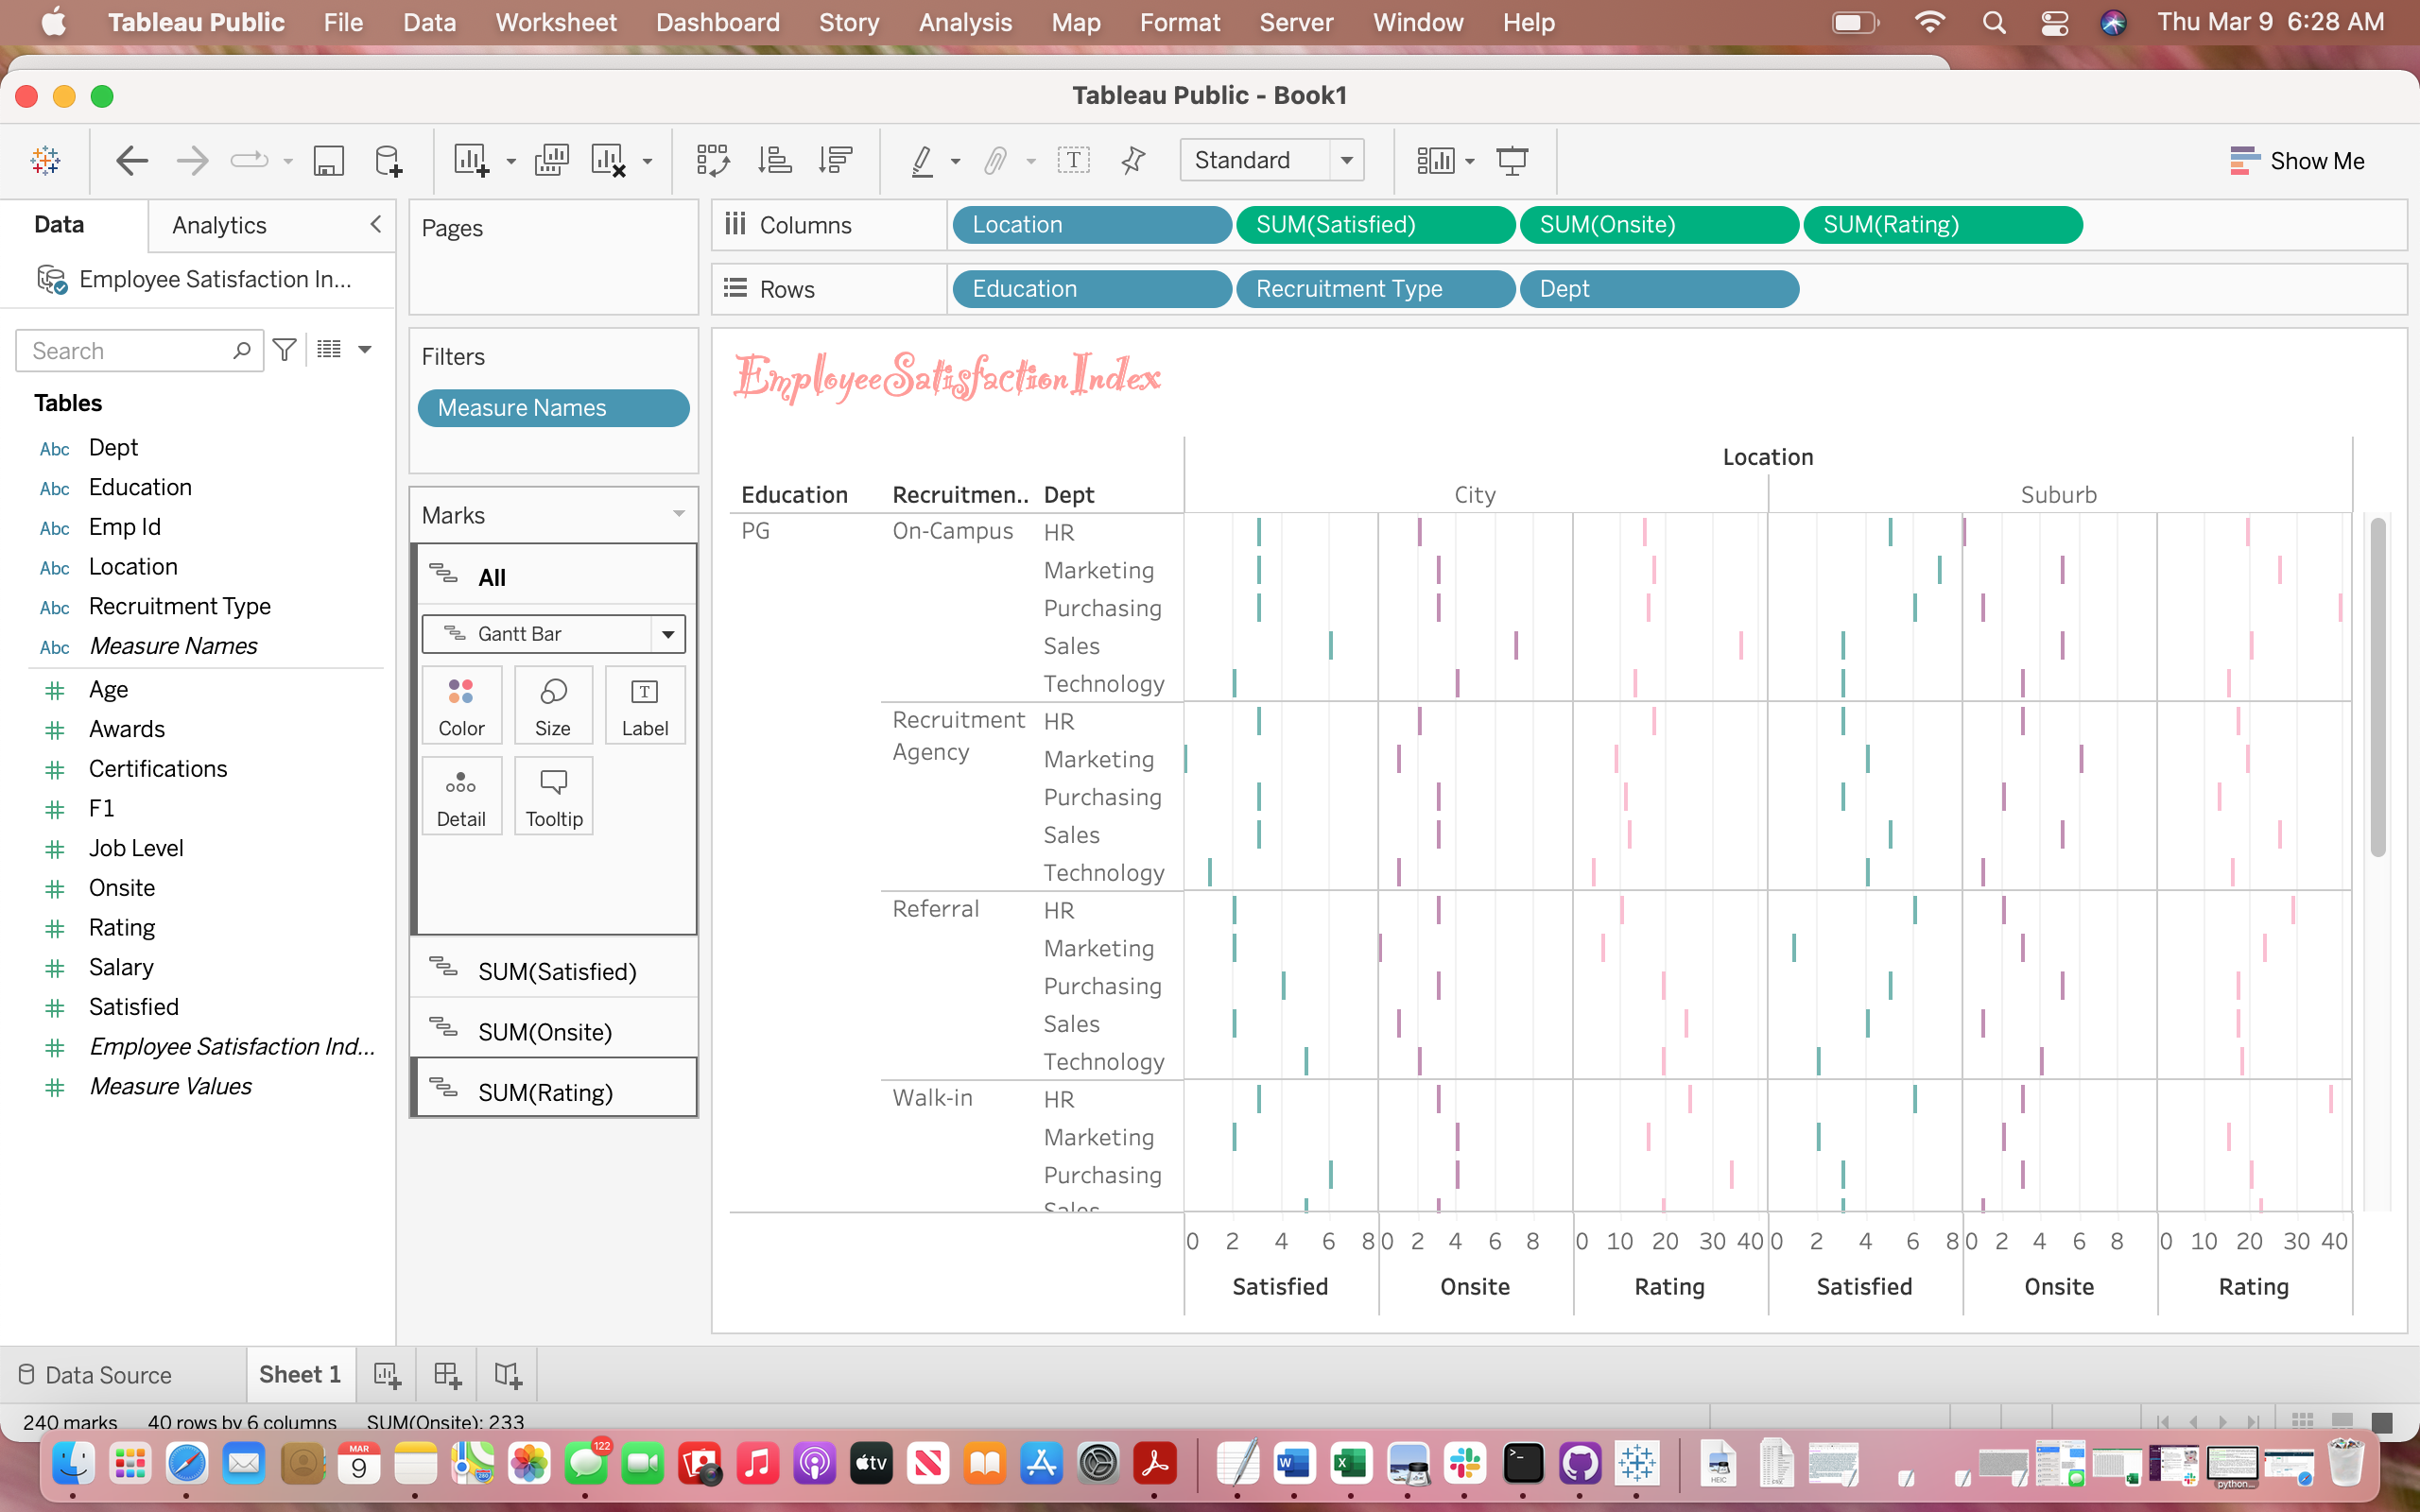 Tableau Public File Data Worksheet Dashboard Story Analysis Map Format Server Window Help Thu Mar 9 6:28 AM
Tableau Public - Book1
Standard Show Me
Data Analytics
Pages
Columns Location SUM(Satisfied) SUM(Onsite) SUM(Rating)
Employee Satisfaction In...
Rows Education Recruitment Type Dept
Search
Filters
Measure Names
EmployeeSatisfactionIndex
Tables
Abc Dept
Abc Education
Abc Emp Id
Abc Location
Abc Recruitment Type
Abc Measure Names
Age
Awards
Certifications
F1
Job Level
Onsite
Rating
Salary
Satisfied
Employee Satisfaction Ind...
Measure Values
Marks
All
Gantt Bar
Color Size Label
Detail Tooltip
SUM(Satisfied)
SUM(Onsite)
SUM(Rating)
Location
Education Recruitmen.. Dept City Suburb
PG On-Campus HR
Marketing
Purchasing
Sales
Technology
Recruitment Agency HR
Marketing
Purchasing
Sales
Technology
Referral HR
Marketing
Purchasing
Sales
Technology
Walk-in HR
Marketing
Purchasing
Sales
0 2 4 6 8 0 2 4 6 8 0 10 20 30 40 0 2 4 6 8 0 2 4 6 8 0 10 20 30 40
Satisfied Onsite Rating Satisfied Onsite Rating
Data Source Sheet 1
240 marks 40 rows by 6 columns SUM(Onsite): 233
MAR
9
122
tv
W
X
HEIC
python...